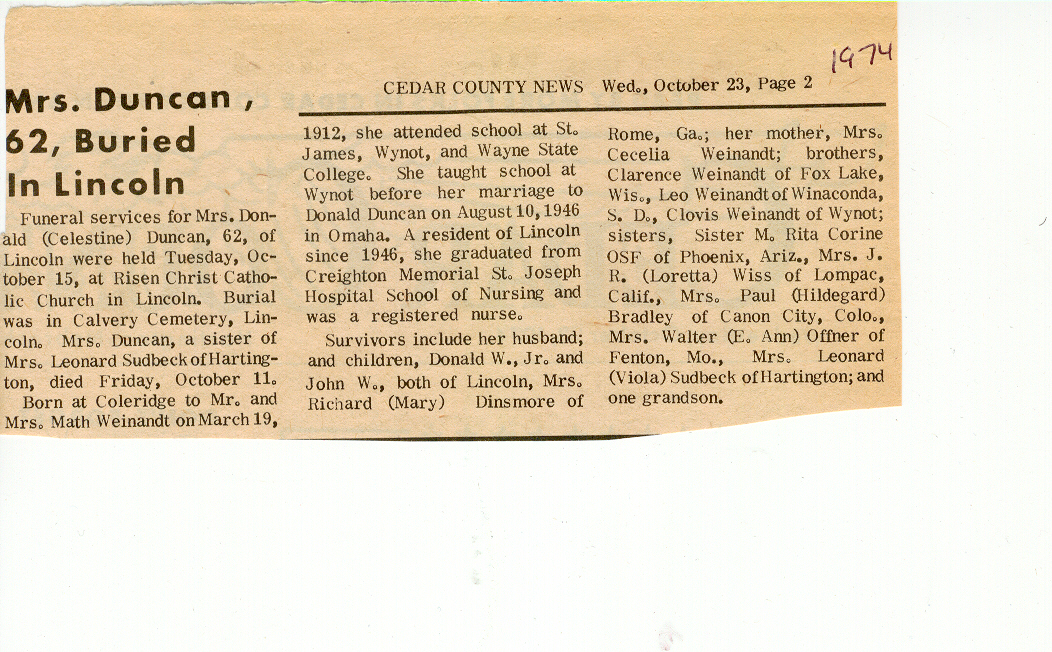 1974
CEDAR COUNTY NEWS Wed., October 23, Page 2
Mrs. Duncan ,
62, Buried
In Lincoln
Funeral services for Mrs. Don-
ald (Celestine) Duncan, 62, of
Lincoln were held Tuesday, Oc-
tober 15, at Risen Christ Catho-
lic Church in Lincoln. Burial
was in Calvery Cemetery, Lin-
coln. Mrs. Duncan, a sister of
Mrs. Leonard Sudbeck of Harting-
ton, died Friday, October 11.
Born at Coleridge to Mr. and
Mrs. Math Weinandt on March 19,
1912, she attended school at St.
James, Wynot, and Wayne State
College. She taught school at
Wynot before her marriage to
Donald Duncan on August 10, 1946
in Omaha. A resident of Lincoln
since 1946, she graduated from
Creighton Memorial St. Joseph
Hospital School of Nursing and
was a registered nurse.
Survivors include her husband;
and children, Donald W., Jr. and
John W., both of Lincoln, Mrs.
Richard (Mary) Dinsmore of
Rome, Ga.; her mother, Mrs.
Cecelia Weinandt; brothers,
Clarence Weinandt of Fox Lake,
Wis., Leo Weinandt of Winaconda,
S. D., Clovis Weinandt of Wynot;
sisters, Sister M. Rita Corine
OSF of Phoenix, Ariz., Mrs. J.
R. (Loretta) Wiss of Lompac,
Calif., Mrs. Paul (Hildegard)
Bradley of Canon City, Colo.,
Mrs. Walter (E. Ann) Offner of
Fenton, Mo., Mrs. Leonard
(Viola) Sudbeck of Hartington; and
one grandson.